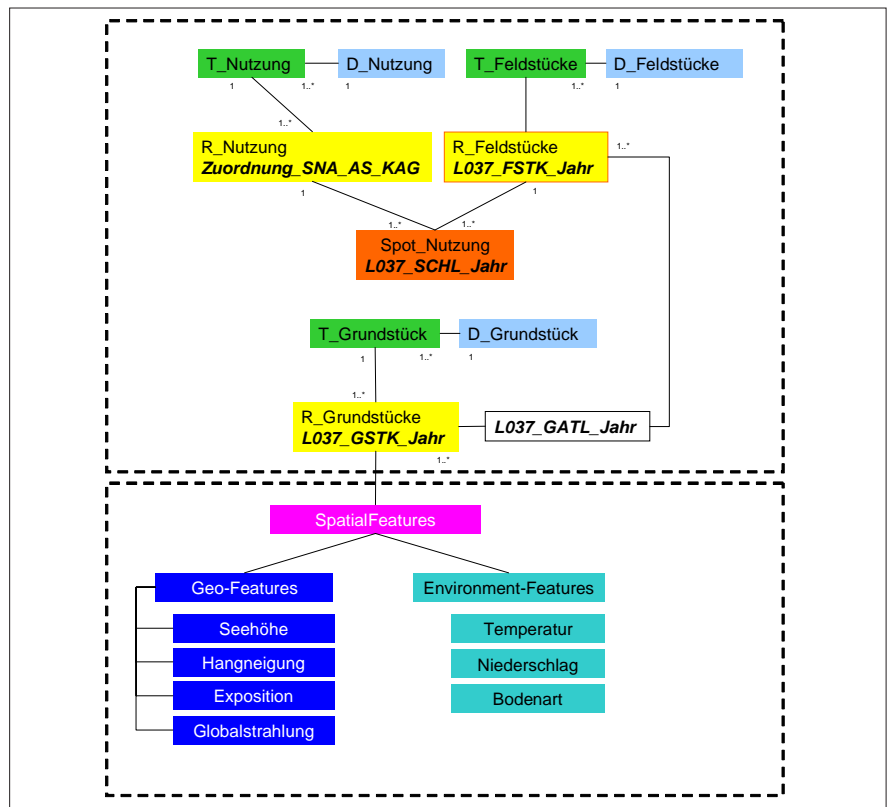 T_Nutzung
D_Nutzung
T_Feldstücke
D_Feldstücke
1
1..*
1
1..*
1
1..*
R_Nutzung
Zuordnung_SNA_AS_KAG
R_Feldstücke
L037_FSTK_Jahr
1..*
1
1
1..*
1..*
Spot_Nutzung
L037_SCHL_Jahr
T_Grundstück
D_Grundstück
1
1..*
1
1..*
R_Grundstücke
L037_GSTK_Jahr
L037_GATL_Jahr
1..*
SpatialFeatures
Geo-Features
Environment-Features
Seehöhe
Temperatur
Hangneigung
Niederschlag
Exposition
Bodenart
Globalstrahlung